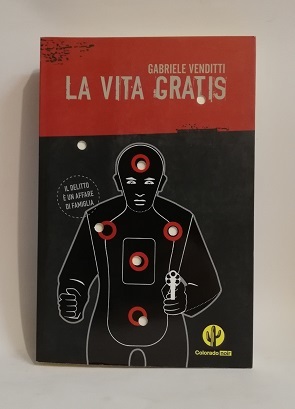 GABRIELE VENDITTI
LA VITA GRATIS
IL DELITTO
È UN AFFARE
DI FAMIGLIA
Colorado noir